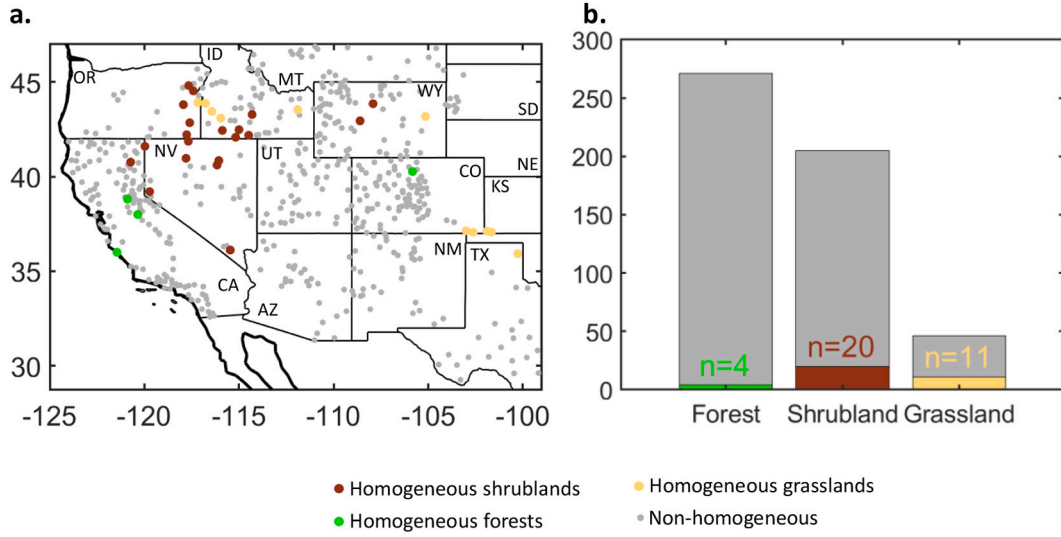 a.
b.
OR
ID
MT
WY
SD
NE
NV
UT
CO
KS
NM
TX
CA
AZ
45
40
35
30
-125
-120
-115
-110
-105
-100
300
250
200
150
100
50
0
n=4
n=20
n=11
Forest
Shrubland
Grassland
Homogeneous shrublands
Homogeneous grasslands
Homogeneous forests
Non-homogeneous